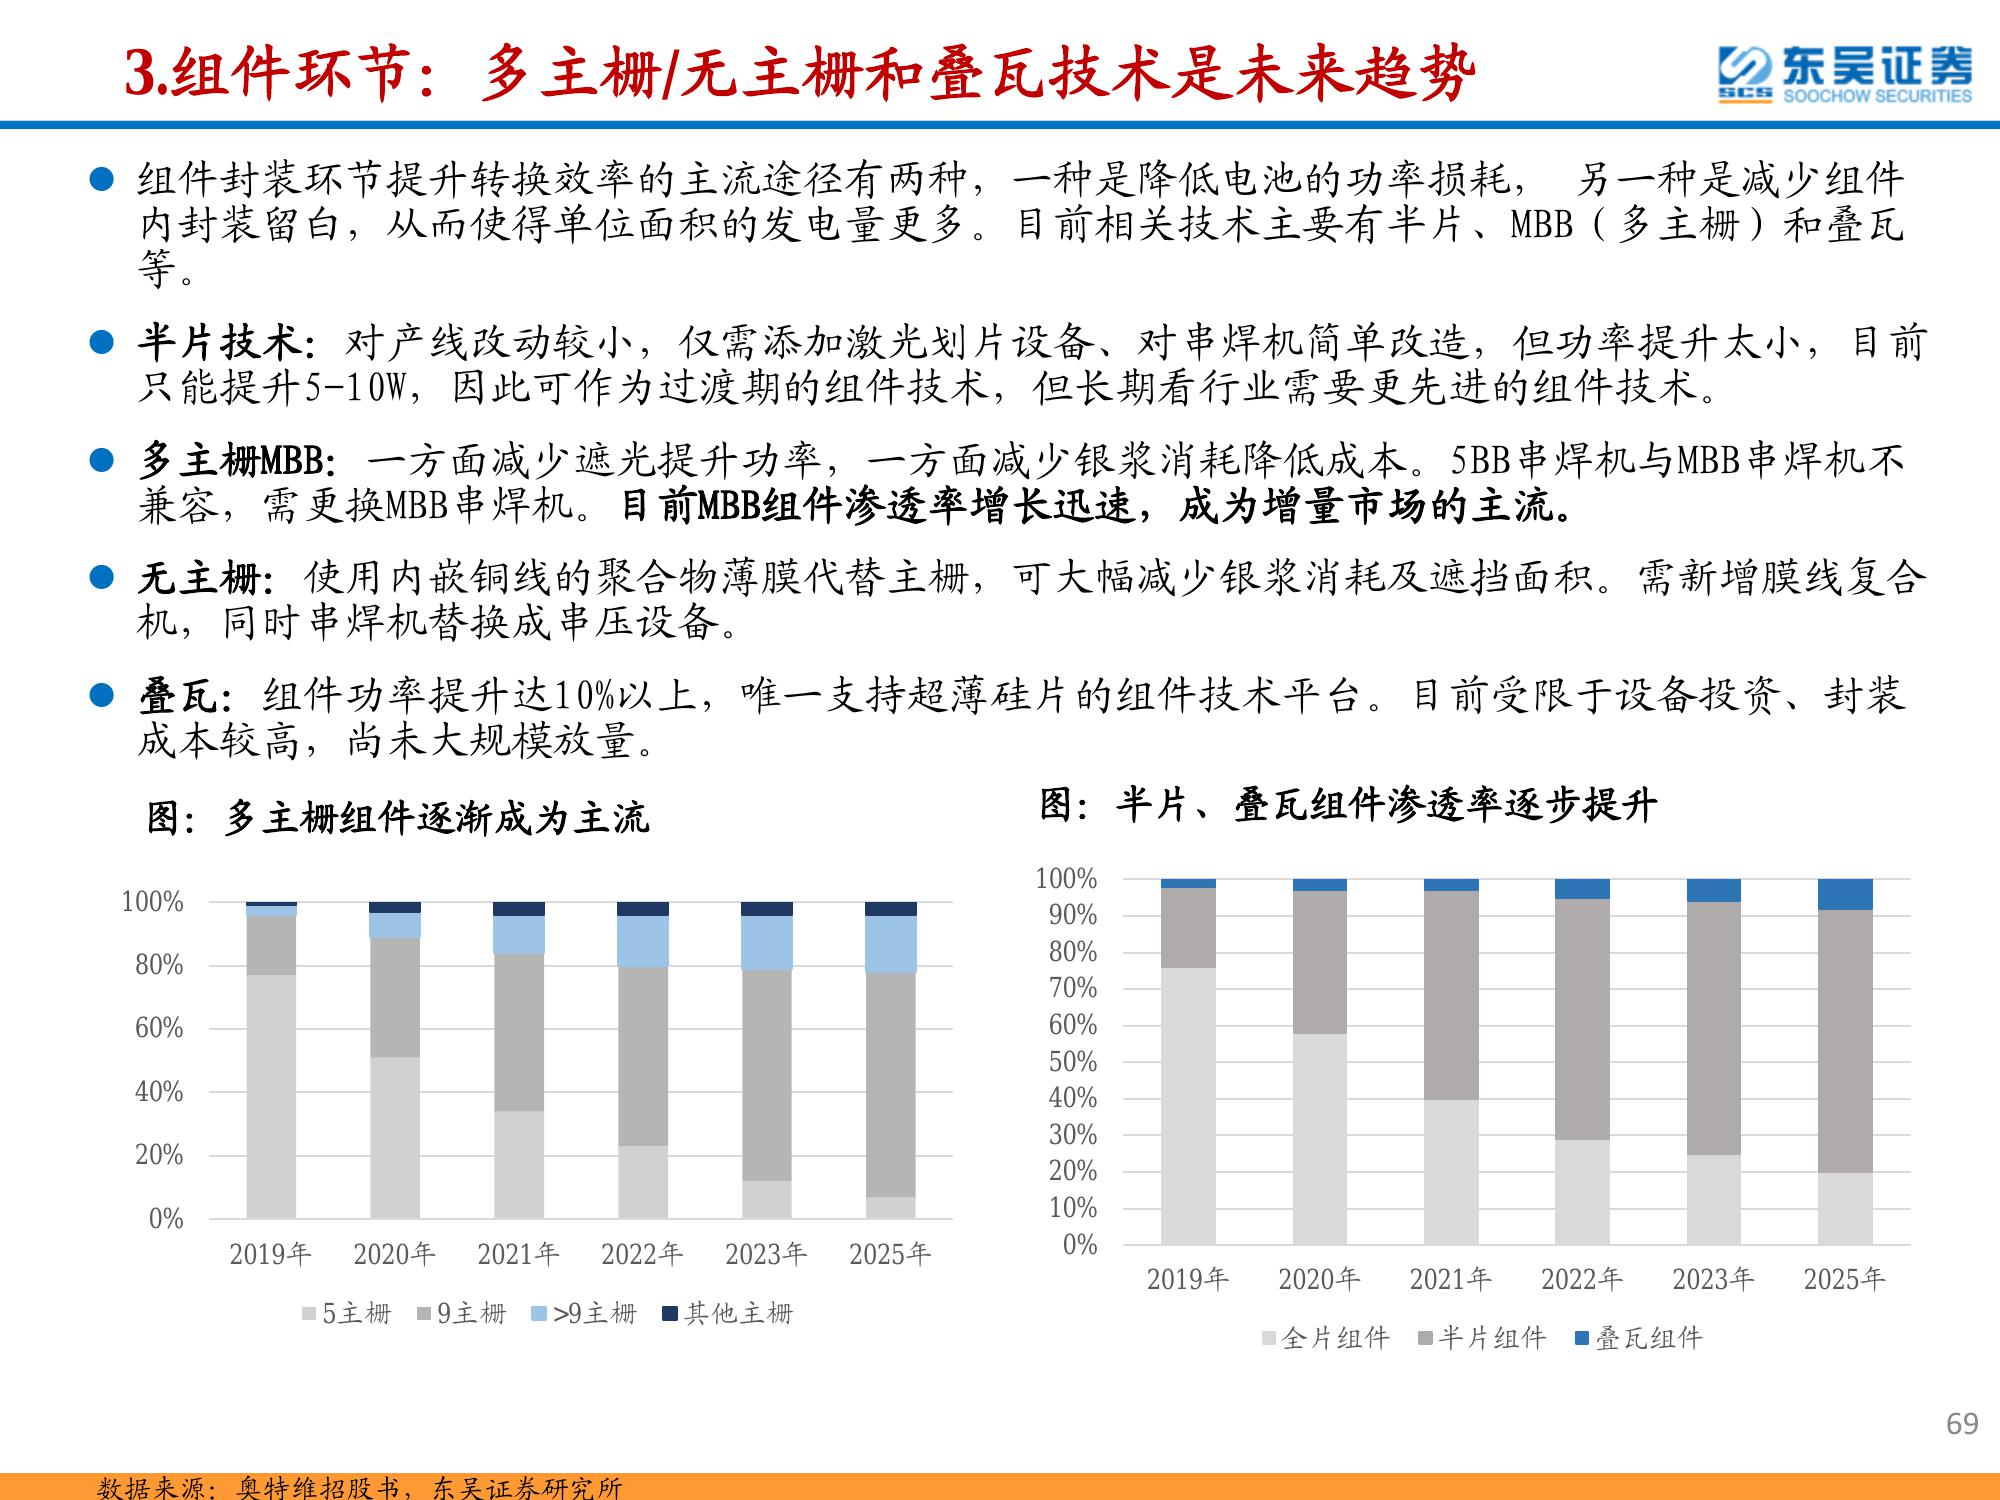 3.组件环节：多主栅/无主栅和叠瓦技术是未来趋势
东吴证券
SCS SOOCHOW SECURITIES
组件封装环节提升转换效率的主流途径有两种，一种是降低电池的功率损耗， 另一种是减少组件
内封装留白，从而使得单位面积的发电量更多。目前相关技术主要有半片、MBB（多主栅）和叠瓦
等。
半片技术：对产线改动较小，仅需添加激光划片设备、对串焊机简单改造，但功率提升太小，目前
只能提升5-10W，因此可作为过渡期的组件技术，但长期看行业需要更先进的组件技术。
多主栅MBB：一方面减少遮光提升功率，一方面减少银浆消耗降低成本。5BB串焊机与MBB串焊机不
兼容，需更换MBB串焊机。目前MBB组件渗透率增长迅速，成为增量市场的主流。
无主栅：使用内嵌铜线的聚合物薄膜代替主栅，可大幅减少银浆消耗及遮挡面积。需新增膜线复合
机，同时串焊机替换成串压设备。
叠瓦：组件功率提升达10%以上，唯一支持超薄硅片的组件技术平台。目前受限于设备投资、封装
成本较高，尚未大规模放量。
图：多主栅组件逐渐成为主流
100%
80%
60%
40%
20%
0%
2019年 2020年 2021年 2022年 2023年 2025年
5主栅 9主栅 >9主栅 其他主栅
图：半片、叠瓦组件渗透率逐步提升
100%
90%
80%
70%
60%
50%
40%
30%
20%
10%
0%
2019年 2020年 2021年 2022年 2023年 2025年
全片组件 半片组件 叠瓦组件
69
数据来源：奥特维招股书，东吴证券研究所